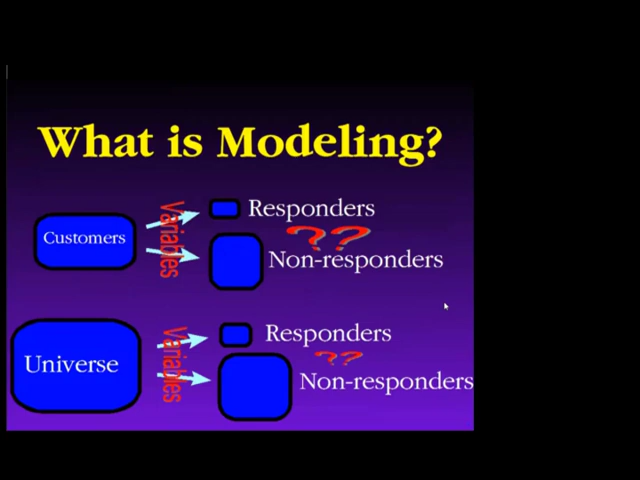 What is Modeling?
Customers
Variables
Responders
??
Non-responders
Universe
Variables
Responders
??
Non-responders